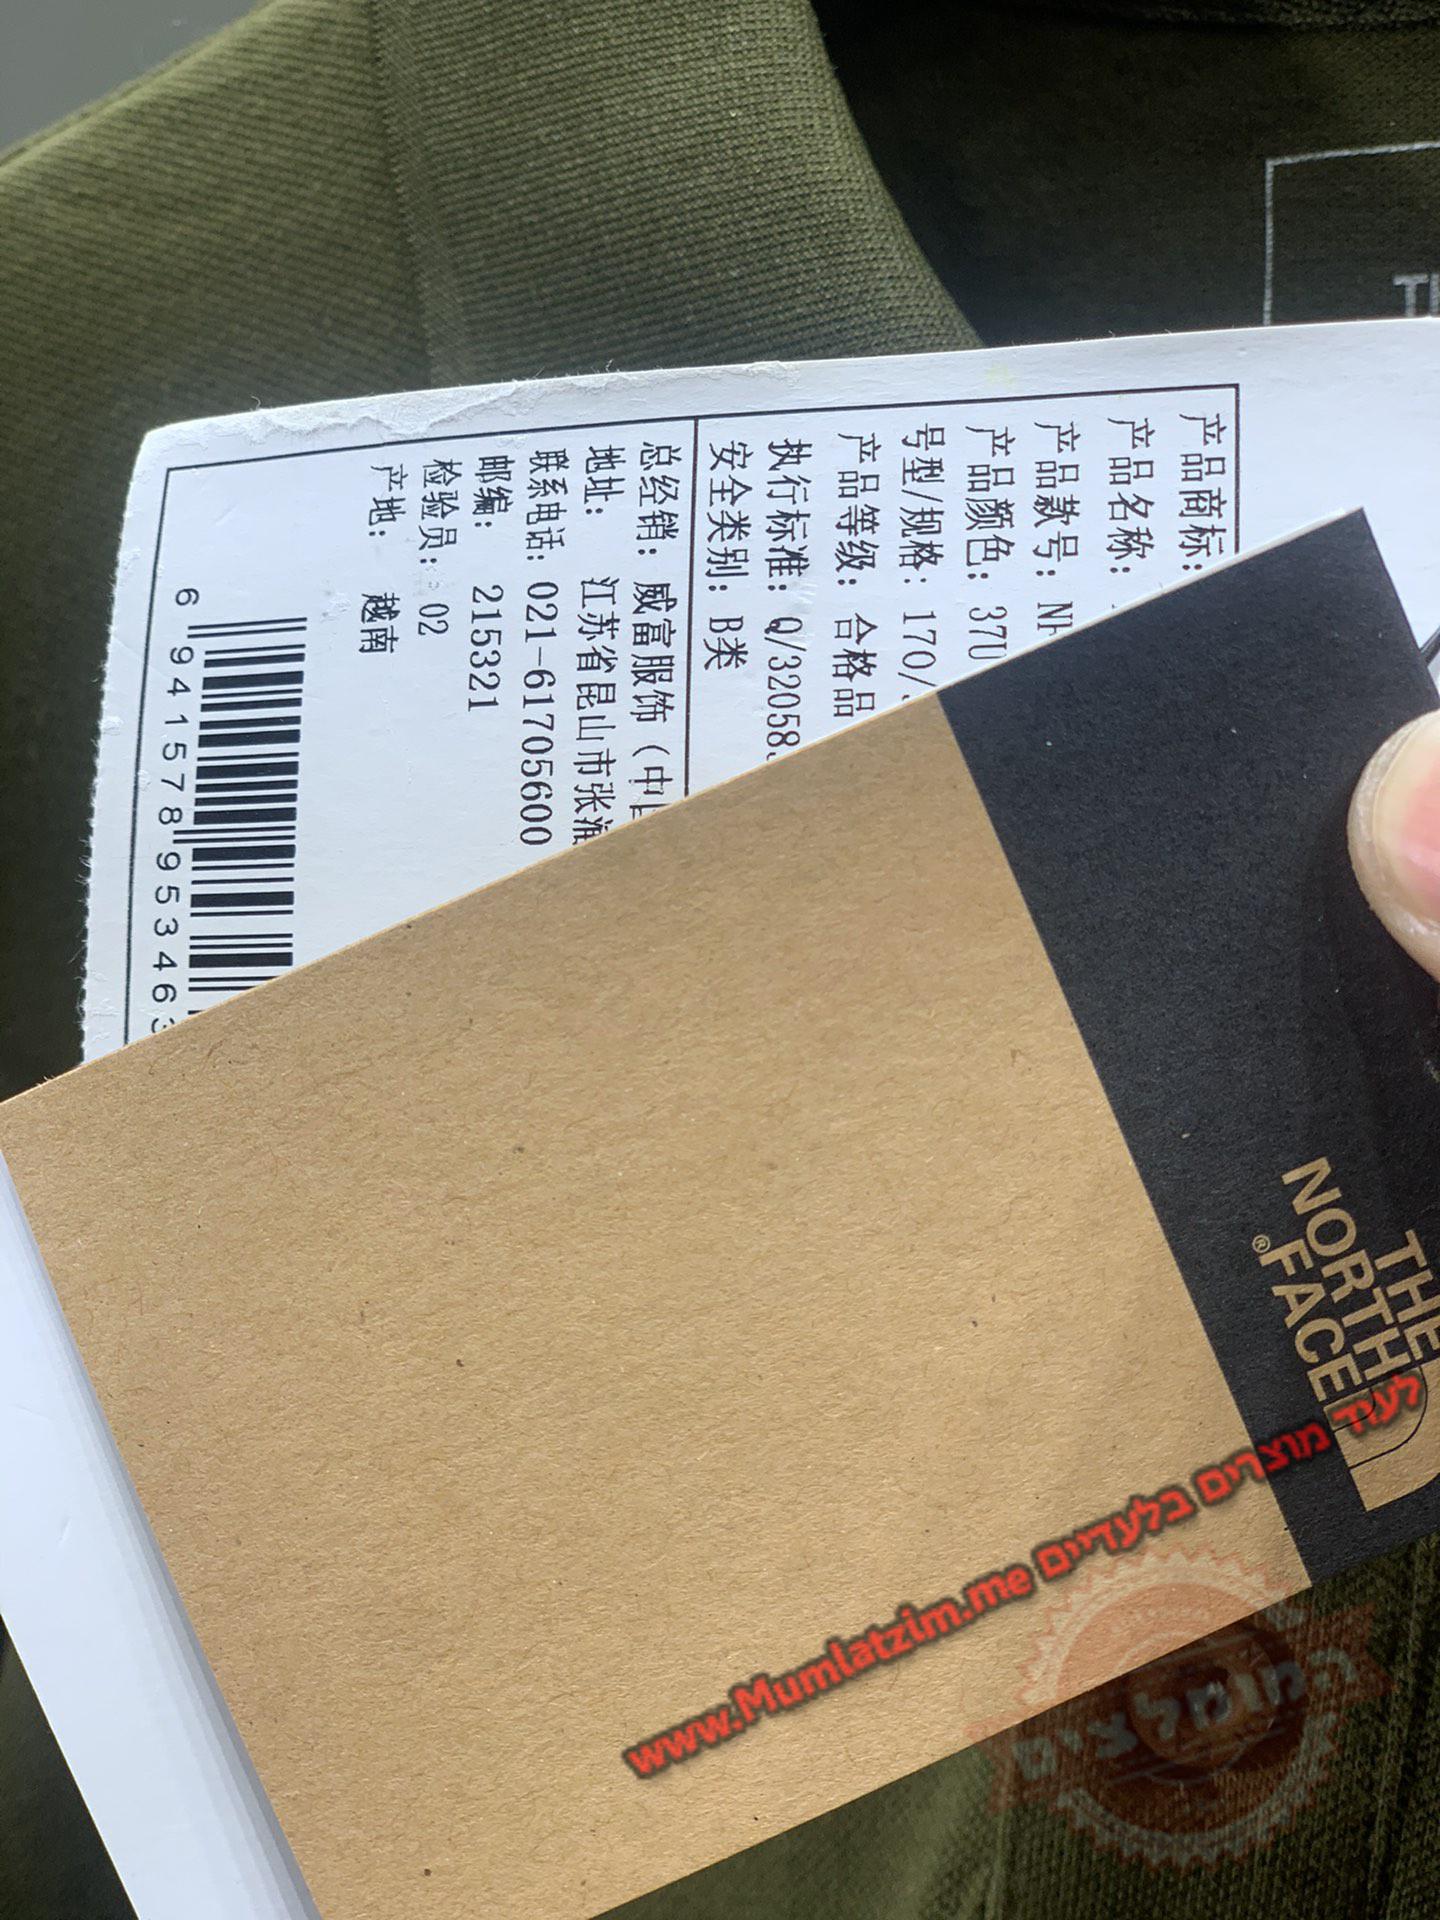 产品商标:
产品名称:
产品款号: NF
产品颜色: 37U
号型/规格: 170/
产品等级: 合格品
执行标准: Q/320583
安全类别: B类
总经销: 威富服饰（中
地址: 江苏省昆山市张浦
联系电话: 021-61705600
邮编: 215321
检验员: 02
产地: 越南
6 941578 953463
THE
NORTH
FACE®
לעוד מוצרים בלעדיים www.Mumlatzim.me
המומלצים